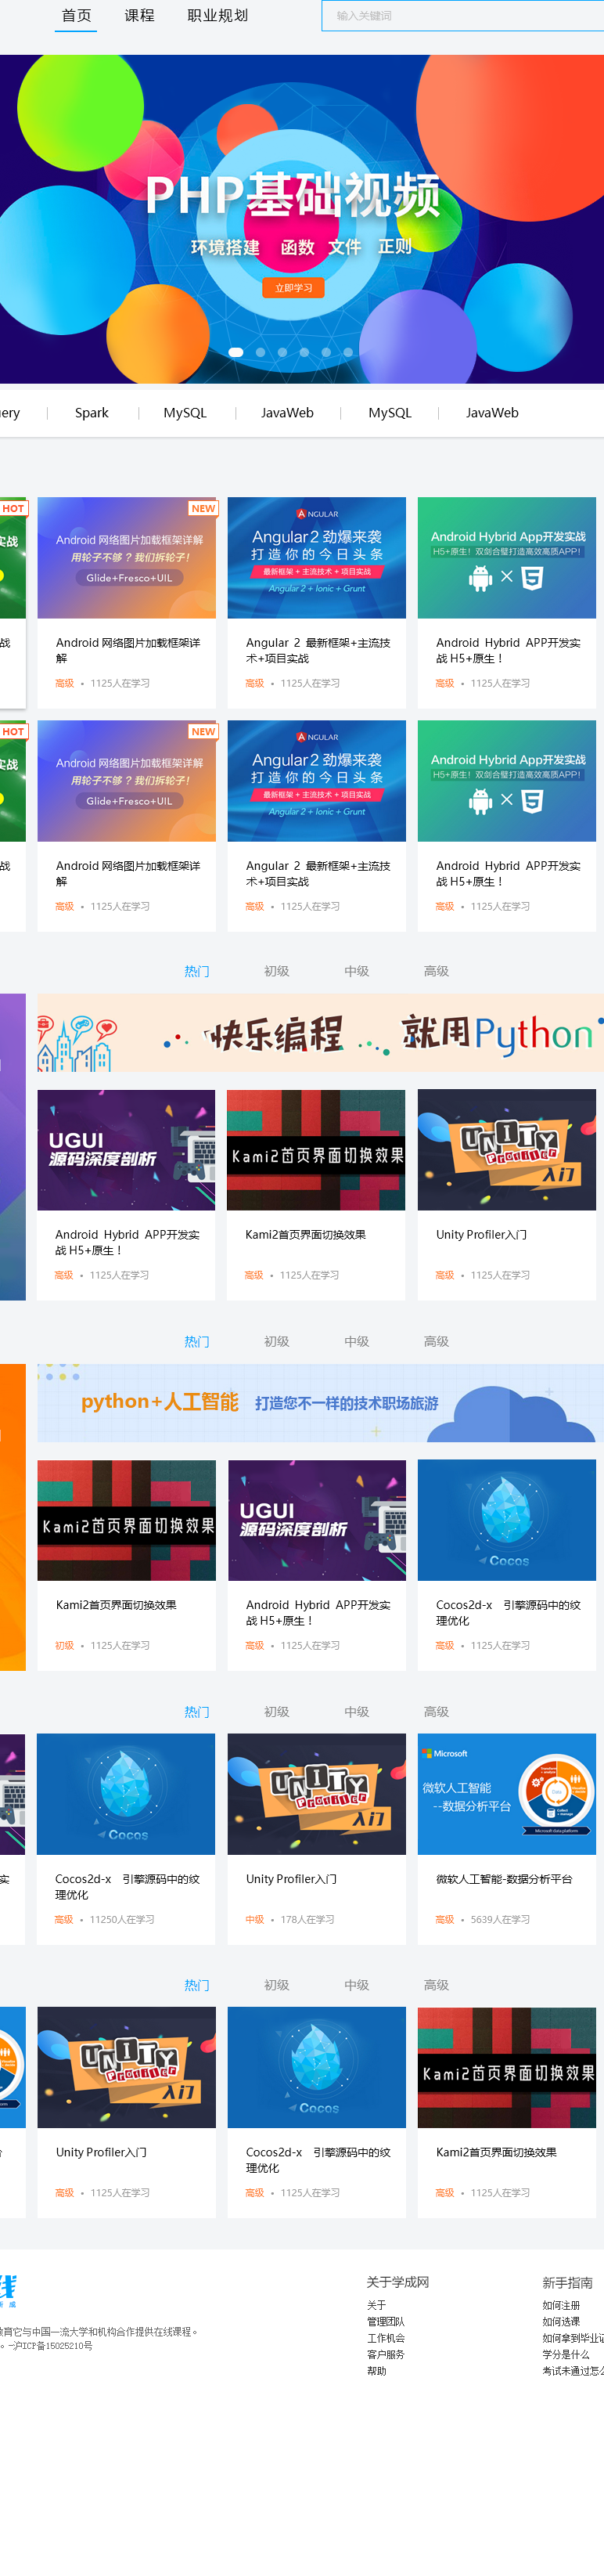 首页 课程 职业规划 输入关键词
PHP基础视频
环境搭建 函数 文件 正则
立即学习
Spark MySQL JavaWeb MySQL JavaWeb
HOT
NEW
Android 网络图片加载框架详解
用轮子不够？我们拆轮子！
Glide+Fresco+UIL
NGULAR
Angular 2 劲爆来袭
打造你的今日头条
最新框架 + 主流技术 + 项目实战
Angular 2 + Ionic + Grunt
Android Hybrid App开发实战
H5+原生！双剑合璧打造高效高质APP！
Android 网络图片加载框架详
解
高级 • 1125人在学习
Angular 2 最新框架+主流技
术+项目实战
高级 • 1125人在学习
Android Hybrid APP开发实
战 H5+原生！
高级 • 1125人在学习
HOT
NEW
Android 网络图片加载框架详解
用轮子不够？我们拆轮子！
Glide+Fresco+UIL
NGULAR
Angular 2 劲爆来袭
打造你的今日头条
最新框架 + 主流技术 + 项目实战
Angular 2 + Ionic + Grunt
Android Hybrid App开发实战
H5+原生！双剑合璧打造高效高质APP！
Android 网络图片加载框架详
解
高级 • 1125人在学习
Angular 2 最新框架+主流技
术+项目实战
高级 • 1125人在学习
Android Hybrid APP开发实
战 H5+原生！
高级 • 1125人在学习
热门 初级 中级 高级
快乐编程 就用Python
UGUI
源码深度剖析
Kami2首页界面切换效果
UNITY
Profiler
入门
Android Hybrid APP开发实
战 H5+原生！
高级 • 1125人在学习
Kami2首页界面切换效果
高级 • 1125人在学习
Unity Profiler入门
高级 • 1125人在学习
热门 初级 中级 高级
python+人工智能 打造您不一样的技术职场旅游
Kami2首页界面切换效果
UGUI
源码深度剖析
Cocos
Kami2首页界面切换效果
初级 • 1125人在学习
Android Hybrid APP开发实
战 H5+原生！
高级 • 1125人在学习
Cocos2d-x 引擎源码中的纹
理优化
高级 • 1125人在学习
热门 初级 中级 高级
Cocos
UNITY
Profiler
入门
Microsoft
微软人工智能
--数据分析平台
Data
Microsoft data platform
Cocos2d-x 引擎源码中的纹
理优化
高级 • 11250人在学习
Unity Profiler入门
中级 • 178人在学习
微软人工智能-数据分析平台
高级 • 5639人在学习
热门 初级 中级 高级
UNITY
Profiler
入门
Cocos
Kami2首页界面切换效果
Unity Profiler入门
高级 • 1125人在学习
Cocos2d-x 引擎源码中的纹
理优化
高级 • 1125人在学习
Kami2首页界面切换效果
高级 • 1125人在学习
育它与中国一流大学和机构合作提供在线课程。
。-沪ICP备15025210号
关于学成网
关于
管理团队
工作机会
客户服务
帮助
新手指南
如何注册
如何选课
如何拿到毕业证
学分是什么
考试未通过怎么